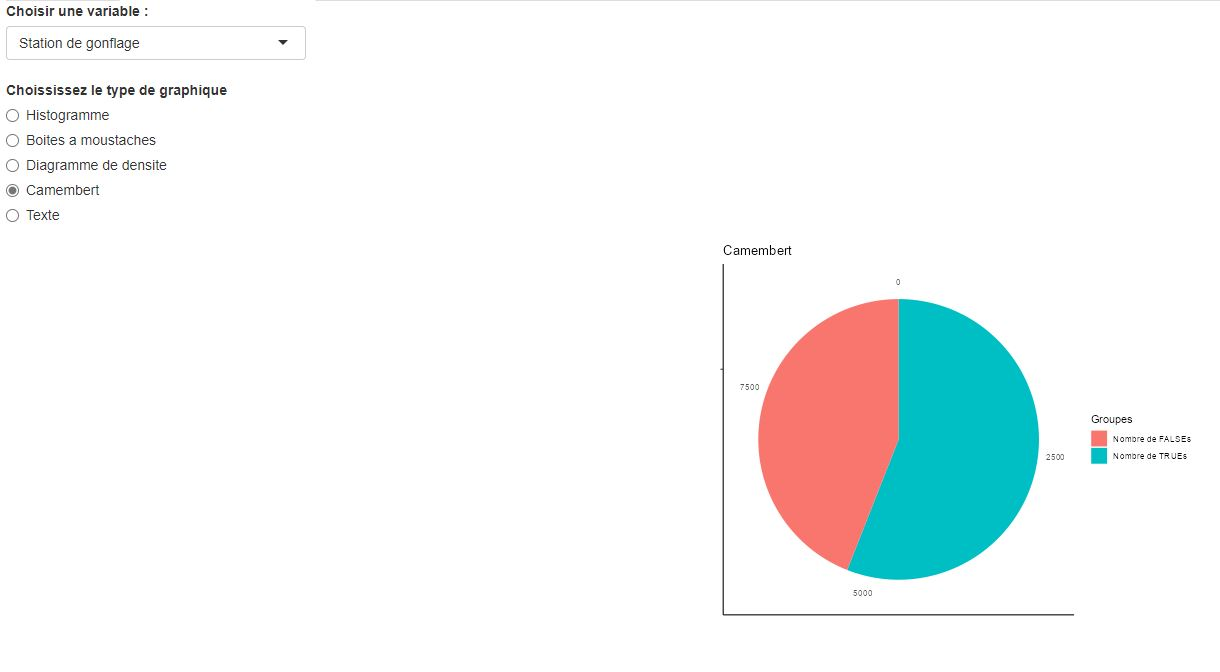 Choisir une variable :
Station de gonflage
Choississez le type de graphique
Histogramme
Boites a moustaches
Diagramme de densite
Camembert
Texte
Camembert
0
7500
2500
5000
Groupes
Nombre de FALSEs
Nombre de TRUEs